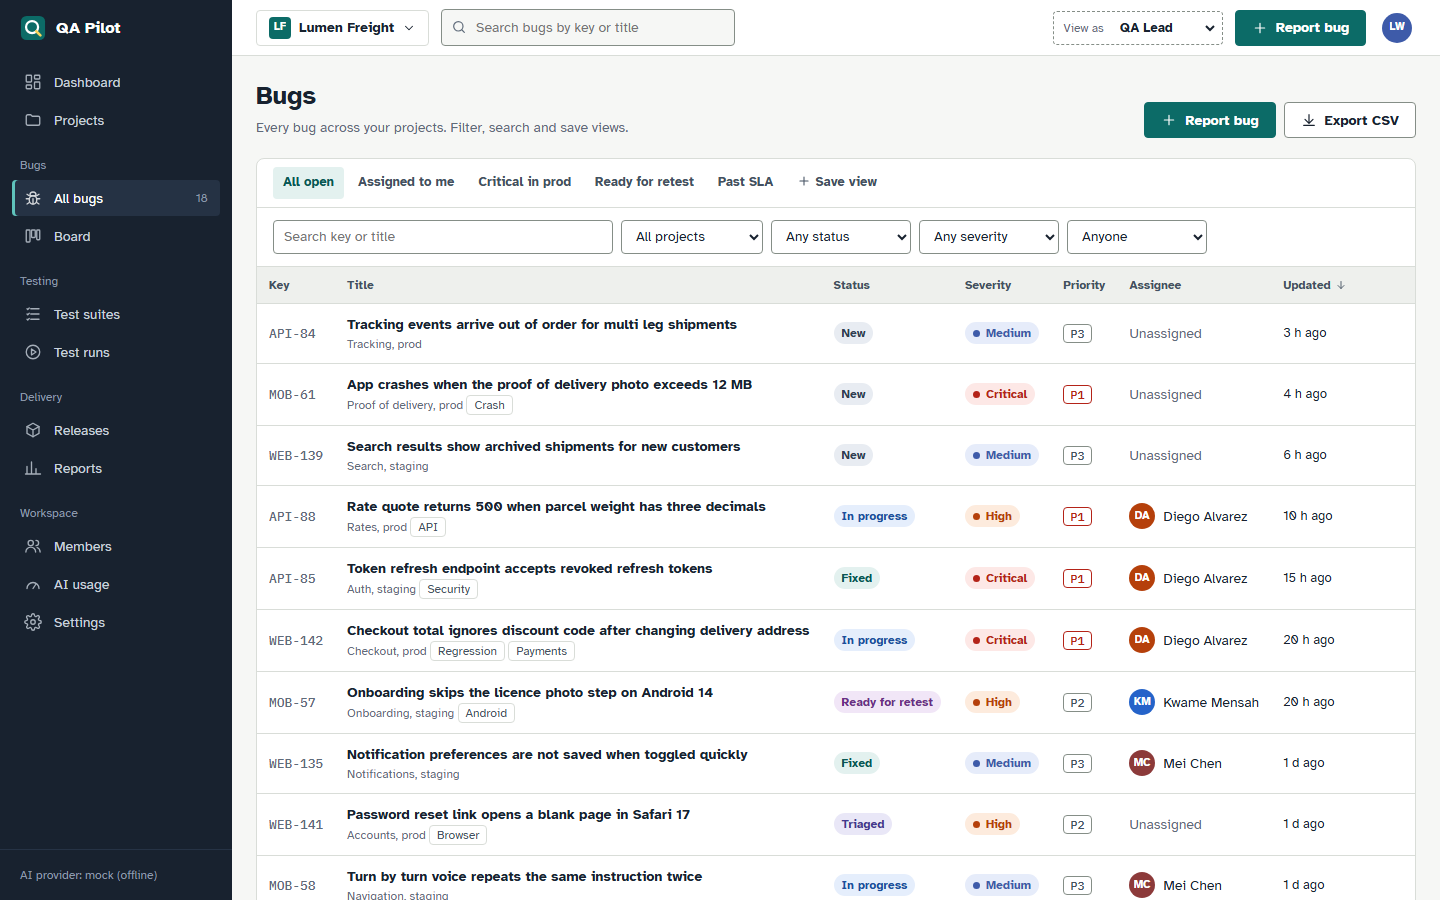 QA Pilot
Dashboard
Projects
Bugs
All bugs 18
Board
Testing
Test suites
Test runs
Delivery
Releases
Reports
Workspace
Members
AI usage
Settings
AI provider: mock (offline)
LF Lumen Freight
Search bugs by key or title
View as QA Lead
Report bug
LW
Bugs
Every bug across your projects. Filter, search and save views.
Report bug
Export CSV
All open Assigned to me Critical in prod Ready for retest Past SLA Save view
Search key or title All projects Any status Any severity Anyone
Key Title Status Severity Priority Assignee Updated ↓
API-84 Tracking events arrive out of order for multi leg shipments New Medium P3 Unassigned 3 h ago
Tracking, prod
MOB-61 App crashes when the proof of delivery photo exceeds 12 MB New Critical P1 Unassigned 4 h ago
Proof of delivery, prod Crash
WEB-139 Search results show archived shipments for new customers New Medium P3 Unassigned 6 h ago
Search, staging
API-88 Rate quote returns 500 when parcel weight has three decimals In progress High P1 DA Diego Alvarez 10 h ago
Rates, prod API
API-85 Token refresh endpoint accepts revoked refresh tokens Fixed Critical P1 DA Diego Alvarez 15 h ago
Auth, staging Security
WEB-142 Checkout total ignores discount code after changing delivery address In progress Critical P1 DA Diego Alvarez 20 h ago
Checkout, prod Regression Payments
MOB-57 Onboarding skips the licence photo step on Android 14 Ready for retest High P2 KM Kwame Mensah 20 h ago
Onboarding, staging Android
WEB-135 Notification preferences are not saved when toggled quickly Fixed Medium P3 MC Mei Chen 1 d ago
Notifications, staging
WEB-141 Password reset link opens a blank page in Safari 17 Triaged High P2 Unassigned 1 d ago
Accounts, prod Browser
MOB-58 Turn by turn voice repeats the same instruction twice In progress Medium P3 MC Mei Chen 1 d ago
Navigation, staging